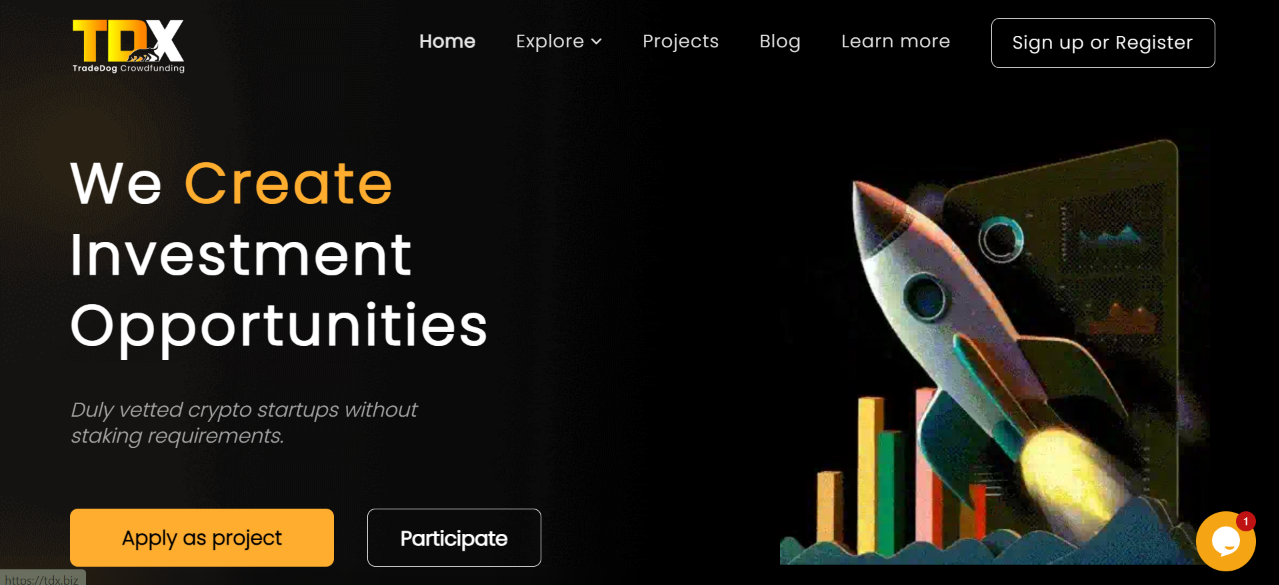 TDX
TradeDog Crowdfunding
Home
Explore
Projects
Blog
Learn more
Sign up or Register
We Create
Investment
Opportunities
Duly vetted crypto startups without
staking requirements.
Apply as project
Participate
1
https://tdx.biz